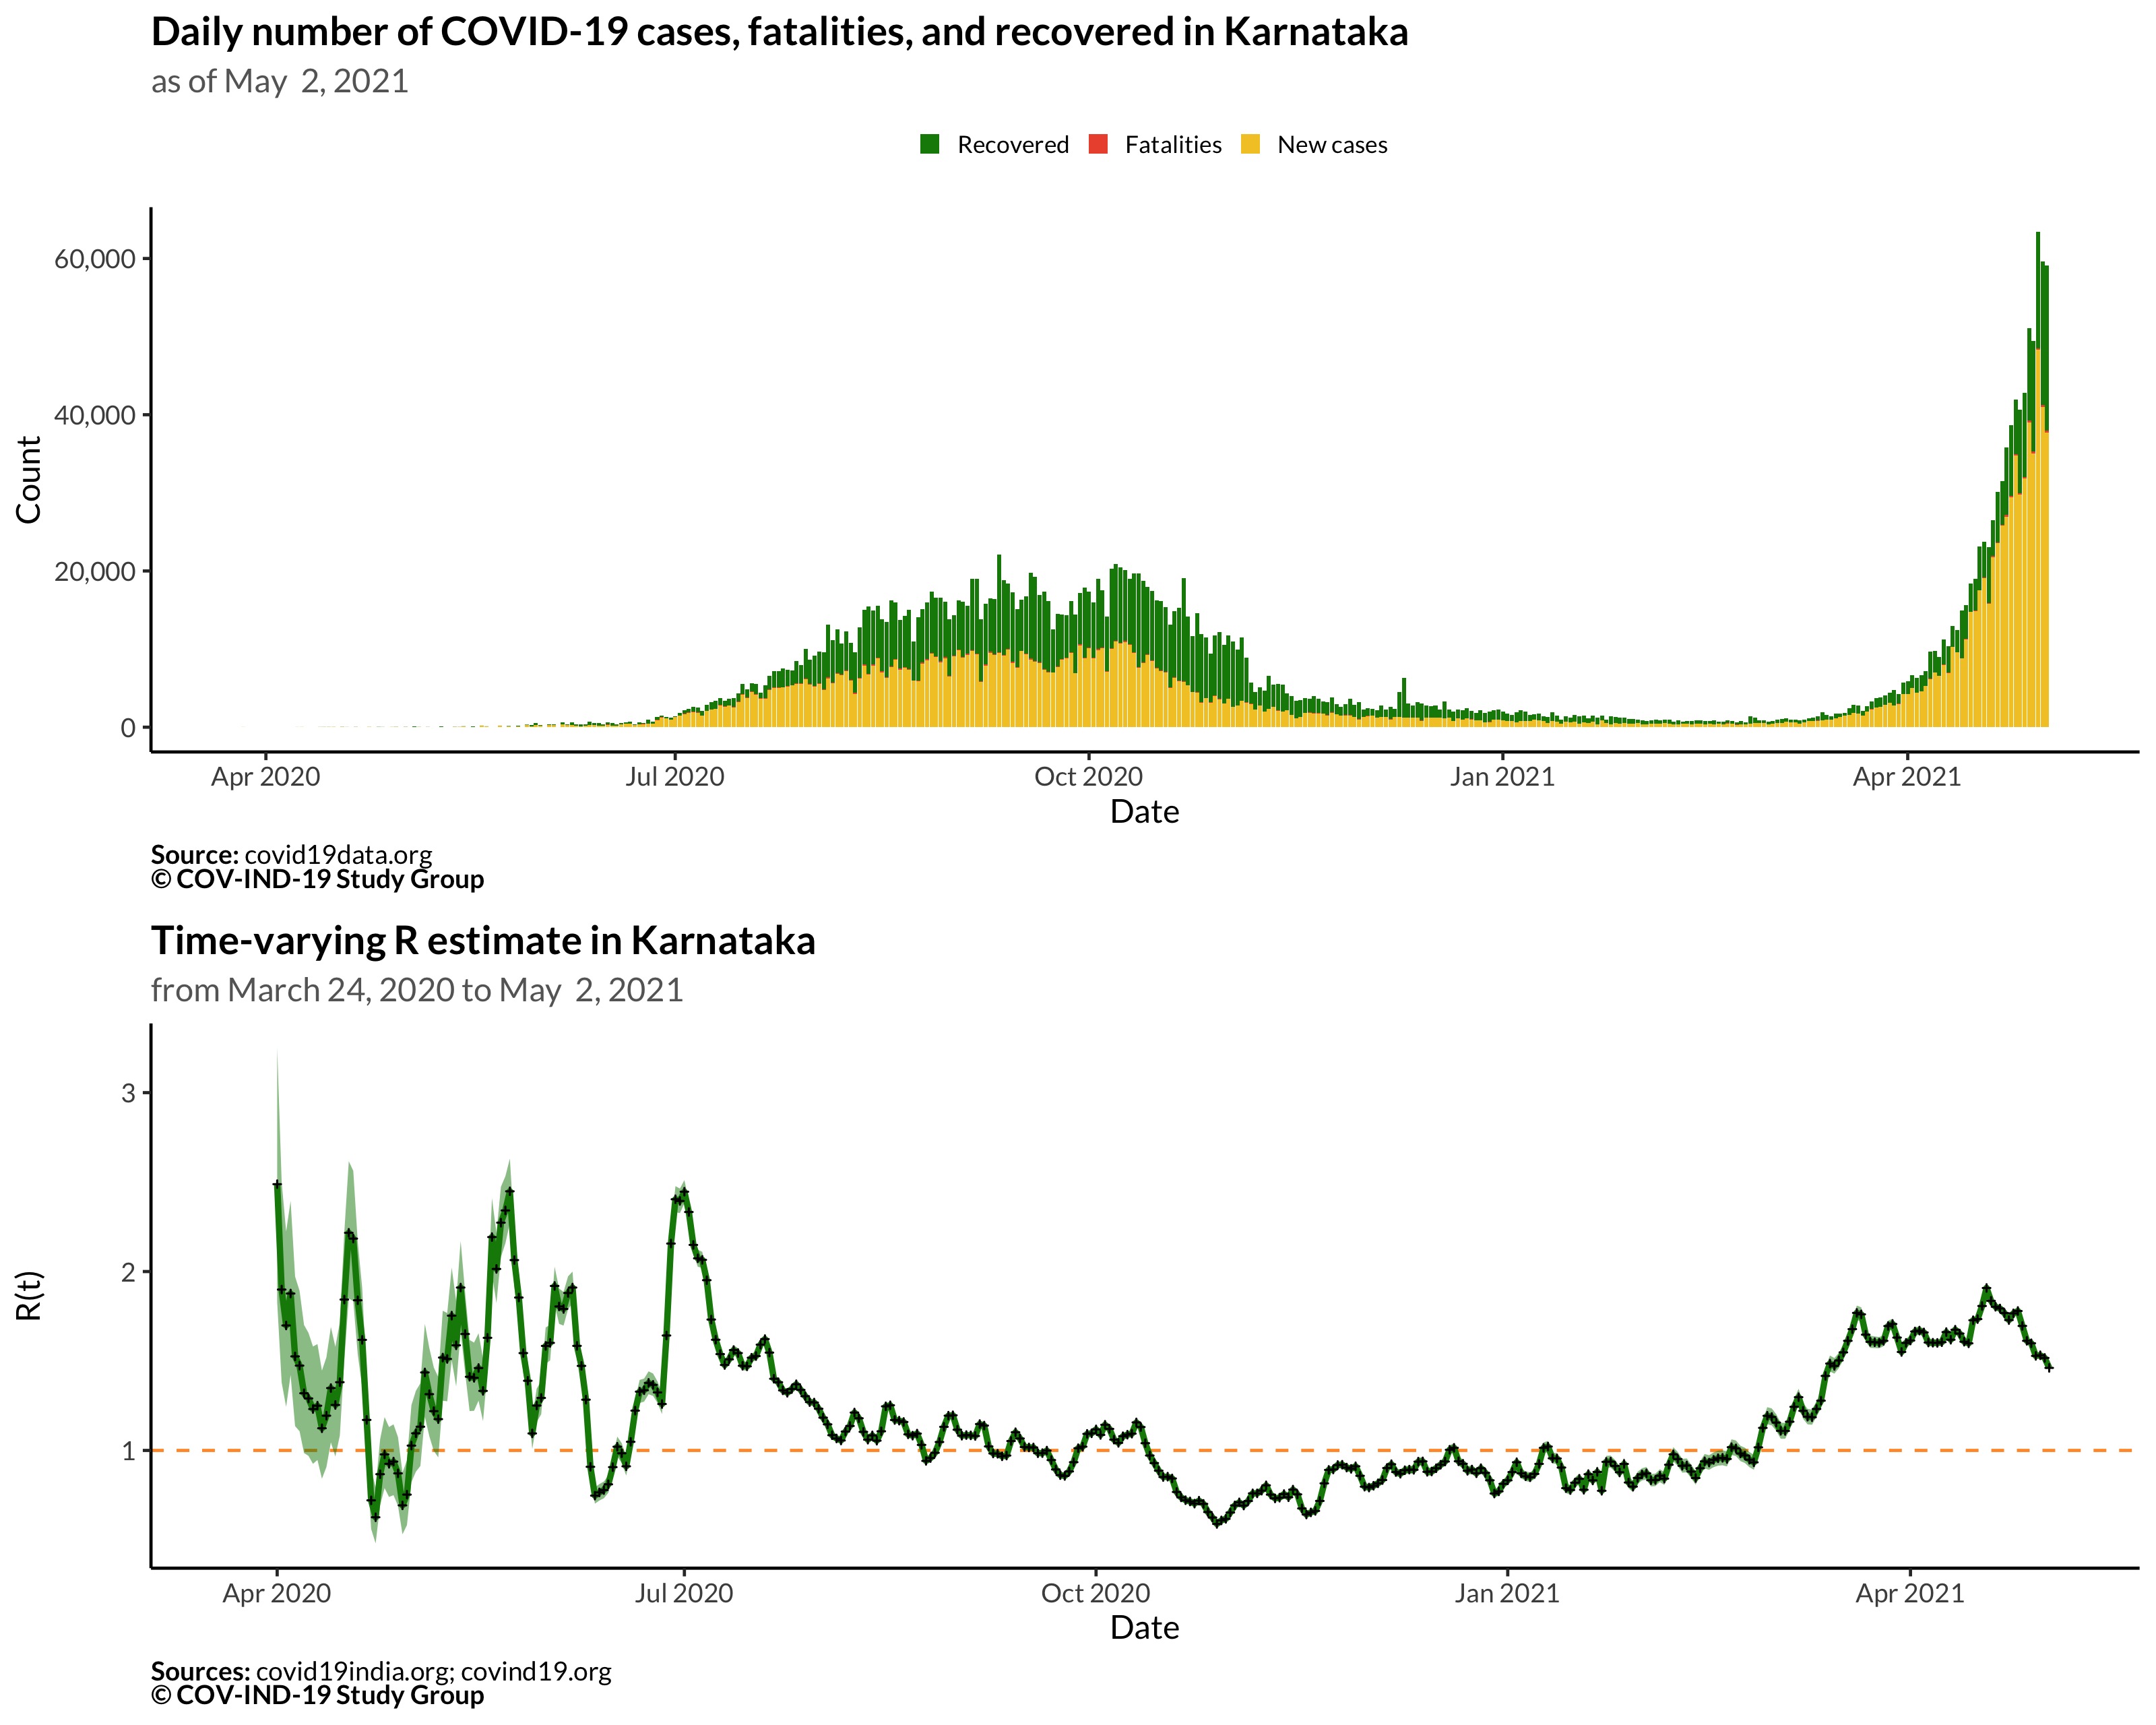 Daily number of COVID-19 cases, fatalities, and recovered in Karnataka
as of May  2, 2021
Recovered Fatalities New cases
60,000
40,000
20,000
0
Count
Apr 2020 Jul 2020 Oct 2020 Jan 2021 Apr 2021
Date
Source: covid19data.org
© COV-IND-19 Study Group
Time-varying R estimate in Karnataka
from March 24, 2020 to May  2, 2021
3
2
1
R(t)
Apr 2020 Jul 2020 Oct 2020 Jan 2021 Apr 2021
Date
Sources: covid19india.org; covind19.org
© COV-IND-19 Study Group